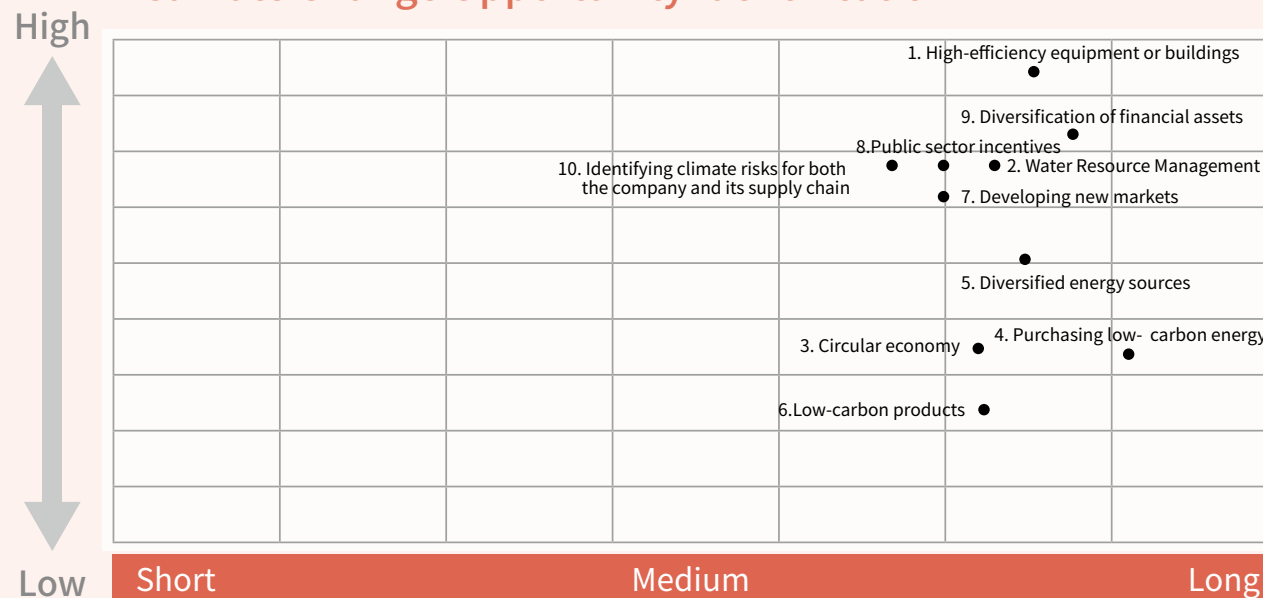 High
1. High-efficiency equipment or buildings
9. Diversification of financial assets
8.Public sector incentives
10. Identifying climate risks for both
the company and its supply chain
2. Water Resource Management
7. Developing new markets
5. Diversified energy sources
4. Purchasing low- carbon energy
3. Circular economy
6.Low-carbon products
Low
Short
Medium
Long